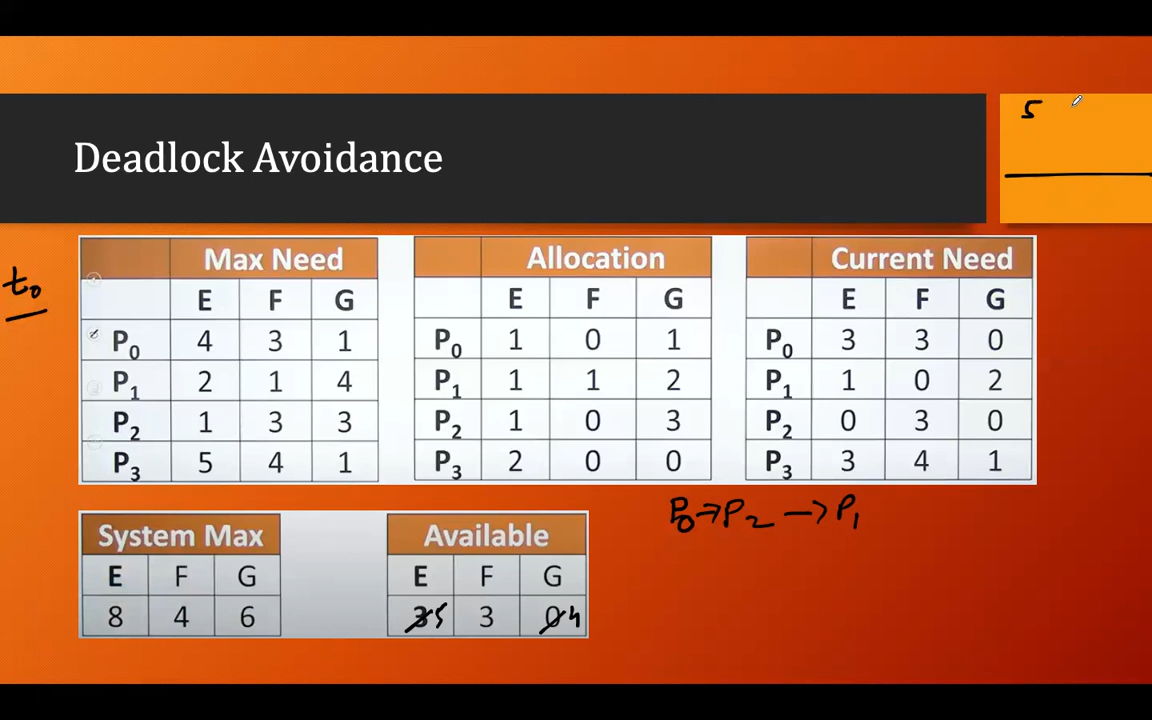 5
Deadlock Avoidance
t₀
Max Need
E F G
P₀ 4 3 1
P₁ 2 1 4
P₂ 1 3 3
P₃ 5 4 1
Allocation
E F G
P₀ 1 0 1
P₁ 1 1 2
P₂ 1 0 3
P₃ 2 0 0
Current Need
E F G
P₀ 3 3 0
P₁ 1 0 2
P₂ 0 3 0
P₃ 3 4 1
P₀→P₂→P₁
System Max
E F G
8 4 6
Available
E F G
3 5 3 0 4